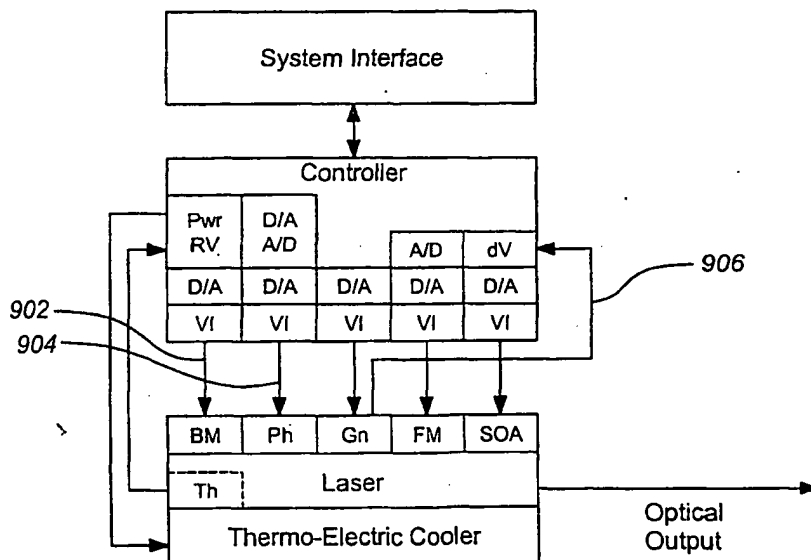 System Interface
Controller
Pwr D/A
RV A/D A/D dV
D/A D/A D/A D/A D/A
VI VI VI VI VI
902
904
906
BM Ph Gn FM SOA
Th Laser
Thermo-Electric Cooler
Optical
Output